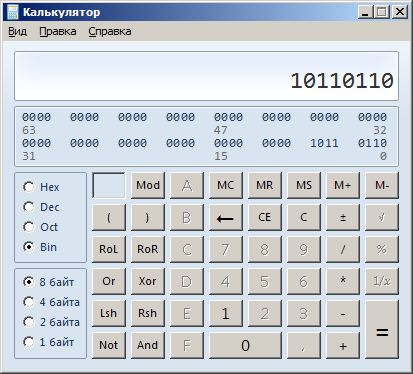 Калькулятор
Вид Правка Справка
10110110
0000 0000 0000 0000 0000 0000 0000 0000
63 47 32
0000 0000 0000 0000 0000 0000 1011 0110
31 15 0
Hex
Dec
Oct
Bin
8 байт
4 байта
2 байта
1 байт
Mod A MC MR MS M+ M-
( ) B ← CE C ± √
RoL RoR C 7 8 9 / %
Or Xor D 4 5 6 * 1/x
Lsh Rsh E 1 2 3 - =
Not And F 0 , +